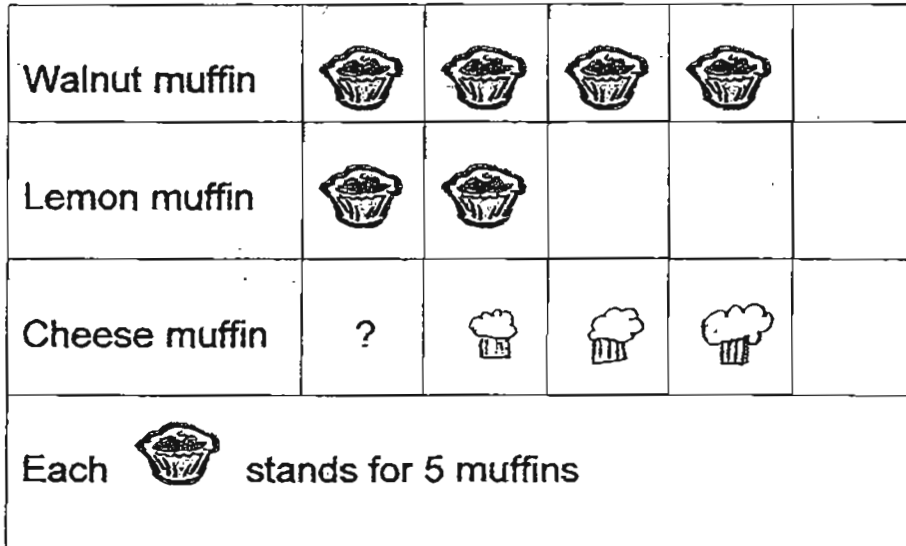 Walnut muffin
Lemon muffin
Cheese muffin ?
Each stands for 5 muffins